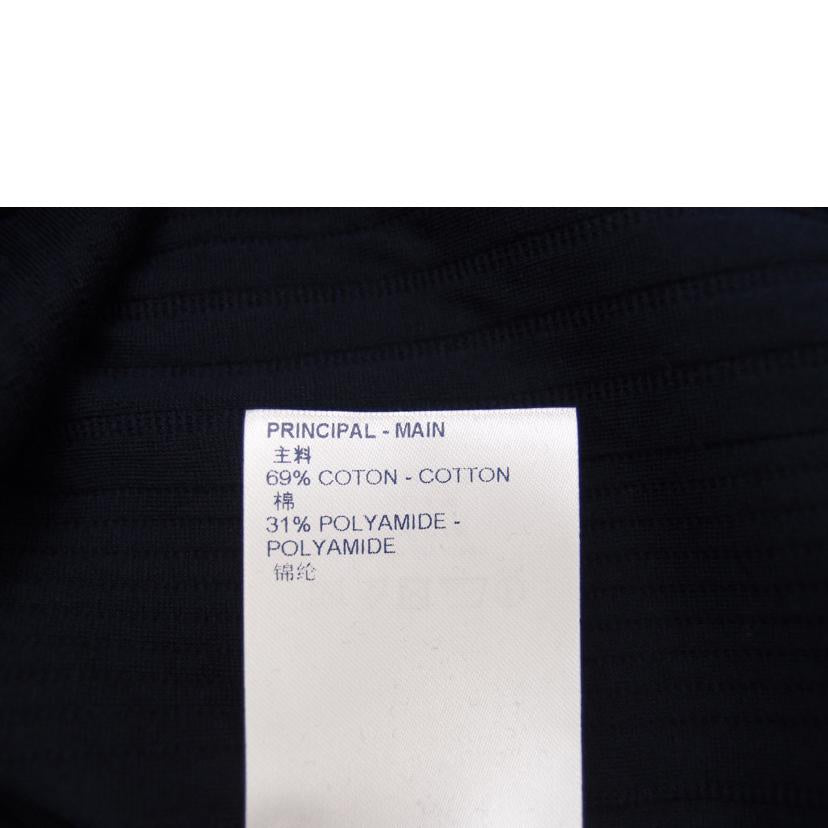 PRINCIPAL - MAIN
主料
69% COTON - COTTON
棉
31% POLYAMIDE -
POLYAMIDE
锦纶